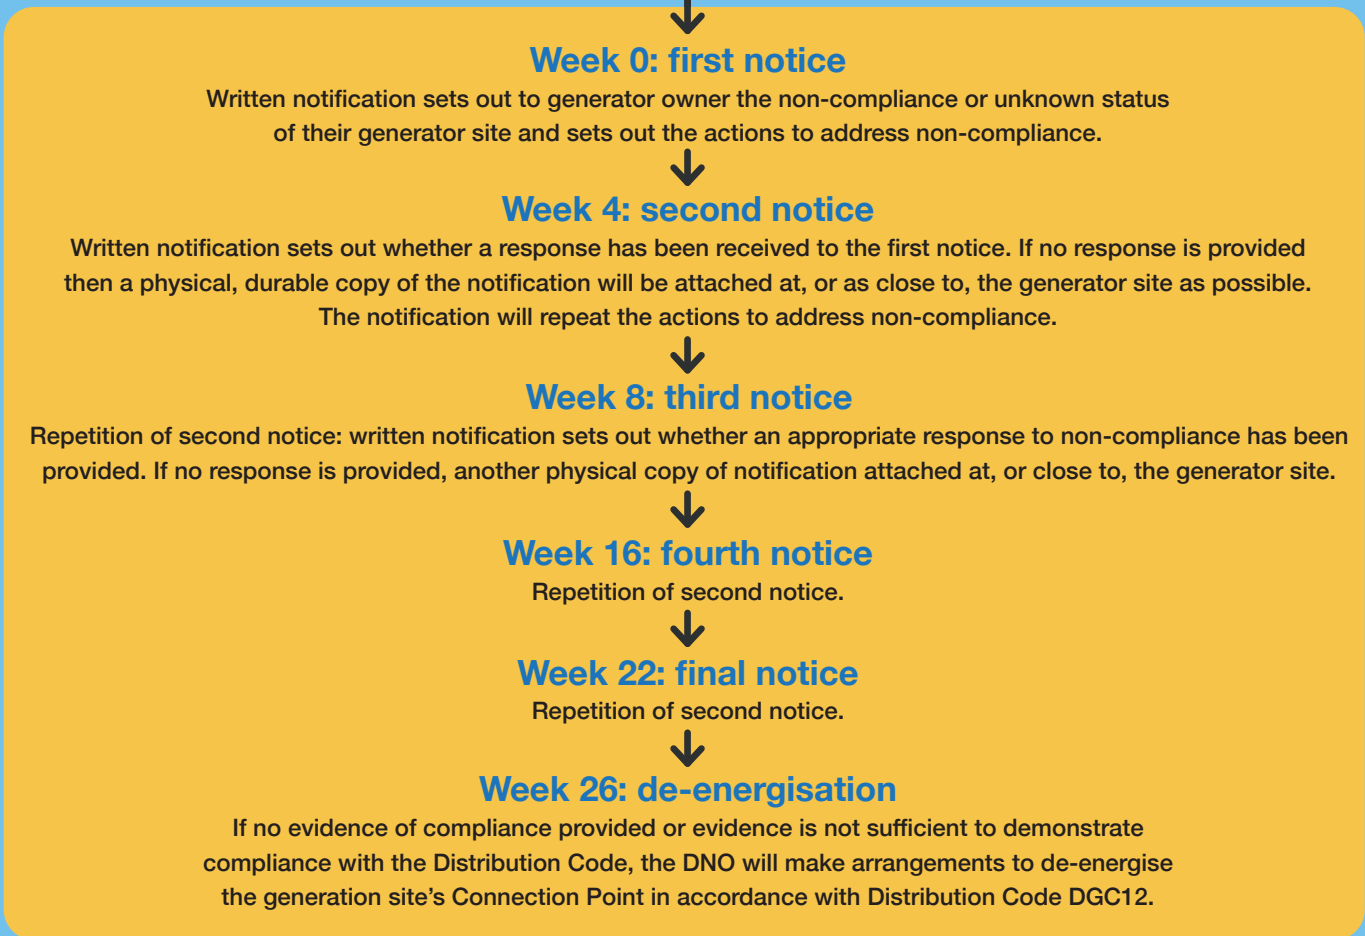 Week 0: first notice
Written notification sets out to generator owner the non-compliance or unknown status
of their generator site and sets out the actions to address non-compliance.
Week 4: second notice
Written notification sets out whether a response has been received to the first notice. If no response is provided
then a physical, durable copy of the notification will be attached at, or as close to, the generator site as possible.
The notification will repeat the actions to address non-compliance.
Week 8: third notice
Repetition of second notice: written notification sets out whether an appropriate response to non-compliance has been
provided. If no response is provided, another physical copy of notification attached at, or close to, the generator site.
Week 16: fourth notice
Repetition of second notice.
Week 22: final notice
Repetition of second notice.
Week 26: de-energisation
If no evidence of compliance provided or evidence is not sufficient to demonstrate
compliance with the Distribution Code, the DNO will make arrangements to de-energise
the generation site’s Connection Point in accordance with Distribution Code DGC12.